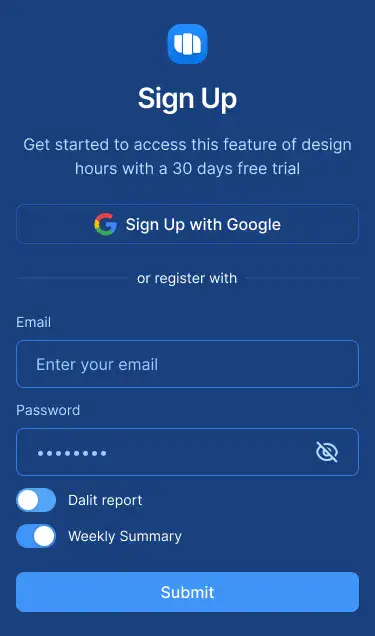 Sign Up
Get started to access this feature of design
hours with a 30 days free trial
Sign Up with Google
or register with
Email
Enter your email
Password
••••••••
Dalit report
Weekly Summary
Submit